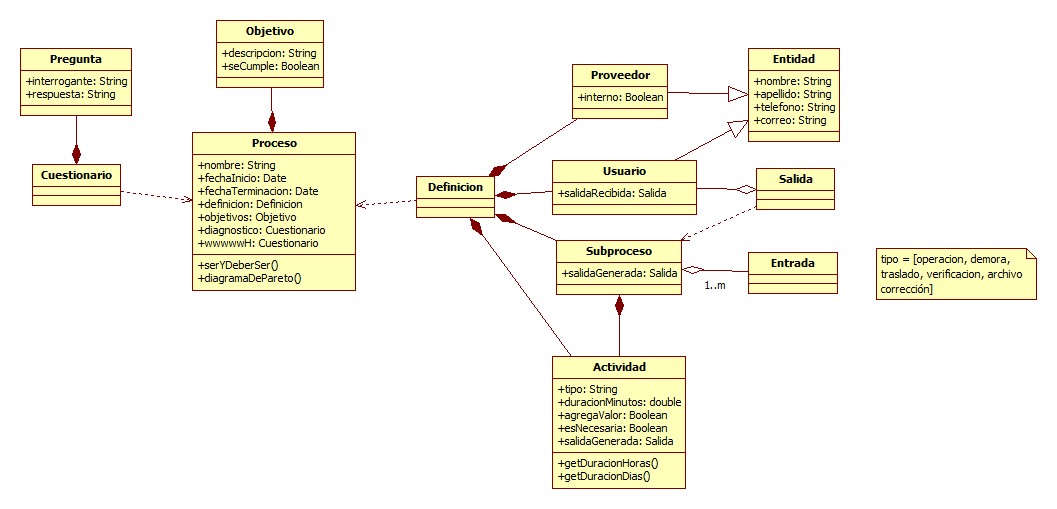 Objetivo
+descripcion: String
+seCumple: Boolean
Pregunta
+interrogante: String
+respuesta: String
Cuestionario
Proceso
+nombre: String
+fechaInicio: Date
+fechaTerminacion: Date
+definicion: Definicion
+objetivos: Objetivo
+diagnostico: Cuestionario
+wwwwwH: Cuestionario
+serYDeberSer()
+diagramaDePareto()
Definicion
Proveedor
+interno: Boolean
Entidad
+nombre: String
+apellido: String
+telefono: String
+correo: String
Usuario
+salidaRecibida: Salida
Salida
Subproceso
+salidaGenerada: Salida
1..m
Entrada
tipo = [operacion, demora,
traslado, verificacion, archivo
corrección]
Actividad
+tipo: String
+duracionMinutos: double
+agregaValor: Boolean
+esNecesaria: Boolean
+salidaGenerada: Salida
+getDuracionHoras()
+getDuracionDias()